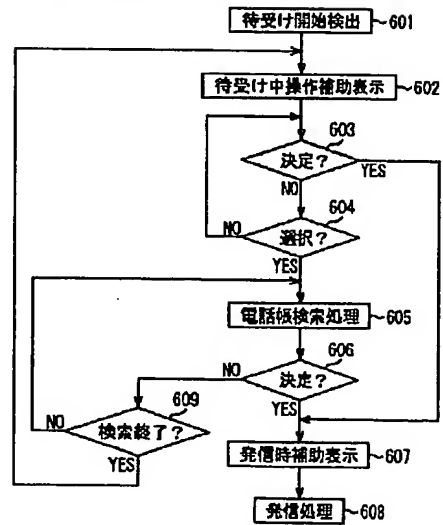 待受け開始検出 601
待受け中操作補助表示 602
603
決定?
YES
NO
604
選択?
NO
YES
電話帳検索処理 605
606
決定?
NO
YES
609
検索終了?
NO
YES
発信時補助表示 607
発信処理 608